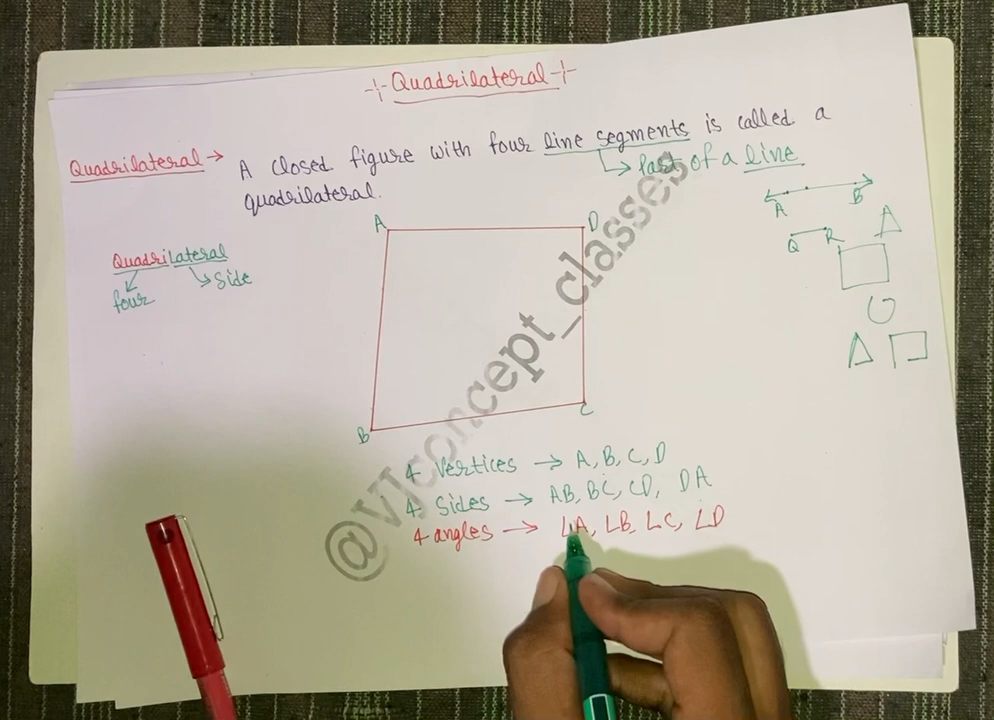 Quadrilateral
Quadrilateral → A closed figure with four line segments is called a
quadrilateral.
Part of a line
A B
Q R
Quadrilateral
four side
A D
B C
4 Vertices → A, B, C, D
4 Sides → AB, BC, CD, DA
4 angles → ∠A, ∠B, ∠C, ∠D
@VJconcept_classes